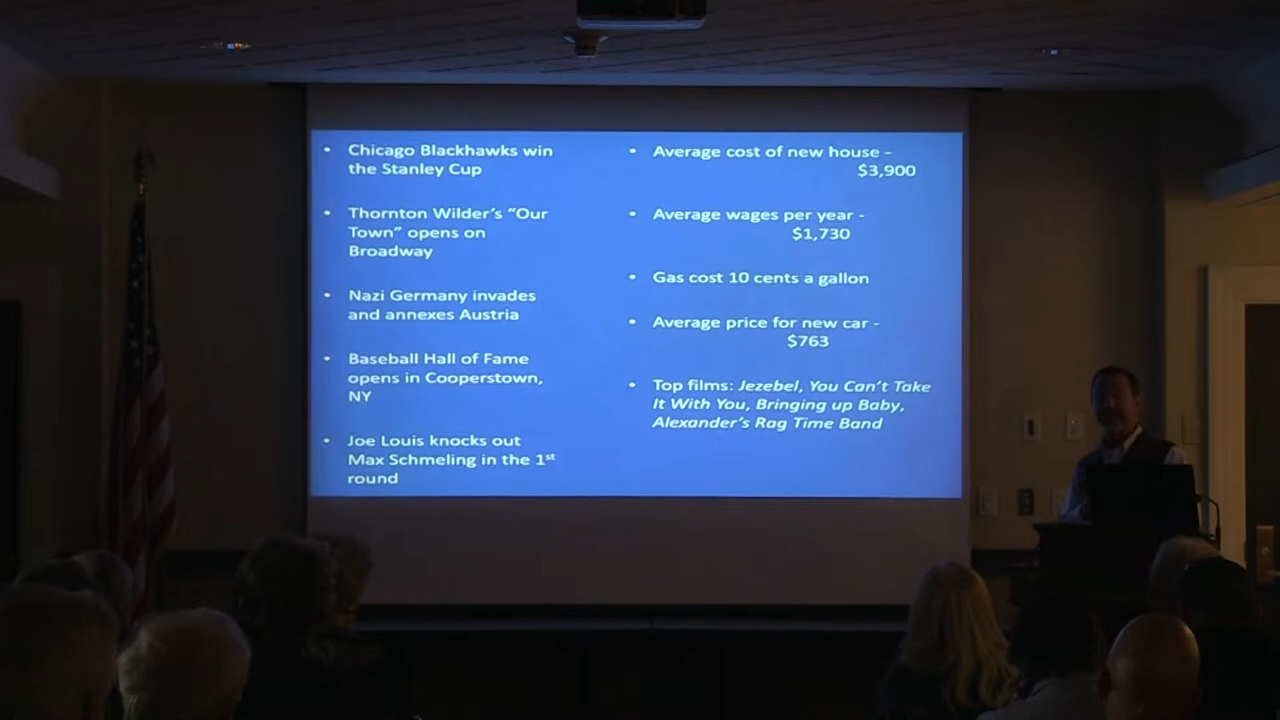 • Chicago Blackhawks win
the Stanley Cup
• Thornton Wilder's “Our
Town” opens on
Broadway
• Nazi Germany invades
and annexes Austria
• Baseball Hall of Fame
opens in Cooperstown,
NY
• Joe Louis knocks out
Max Schmeling in the 1st
round
• Average cost of new house -
$3,900
• Average wages per year -
$1,730
• Gas cost 10 cents a gallon
• Average price for new car -
$763
• Top films: Jezebel, You Can't Take
It With You, Bringing up Baby,
Alexander's Rag Time Band